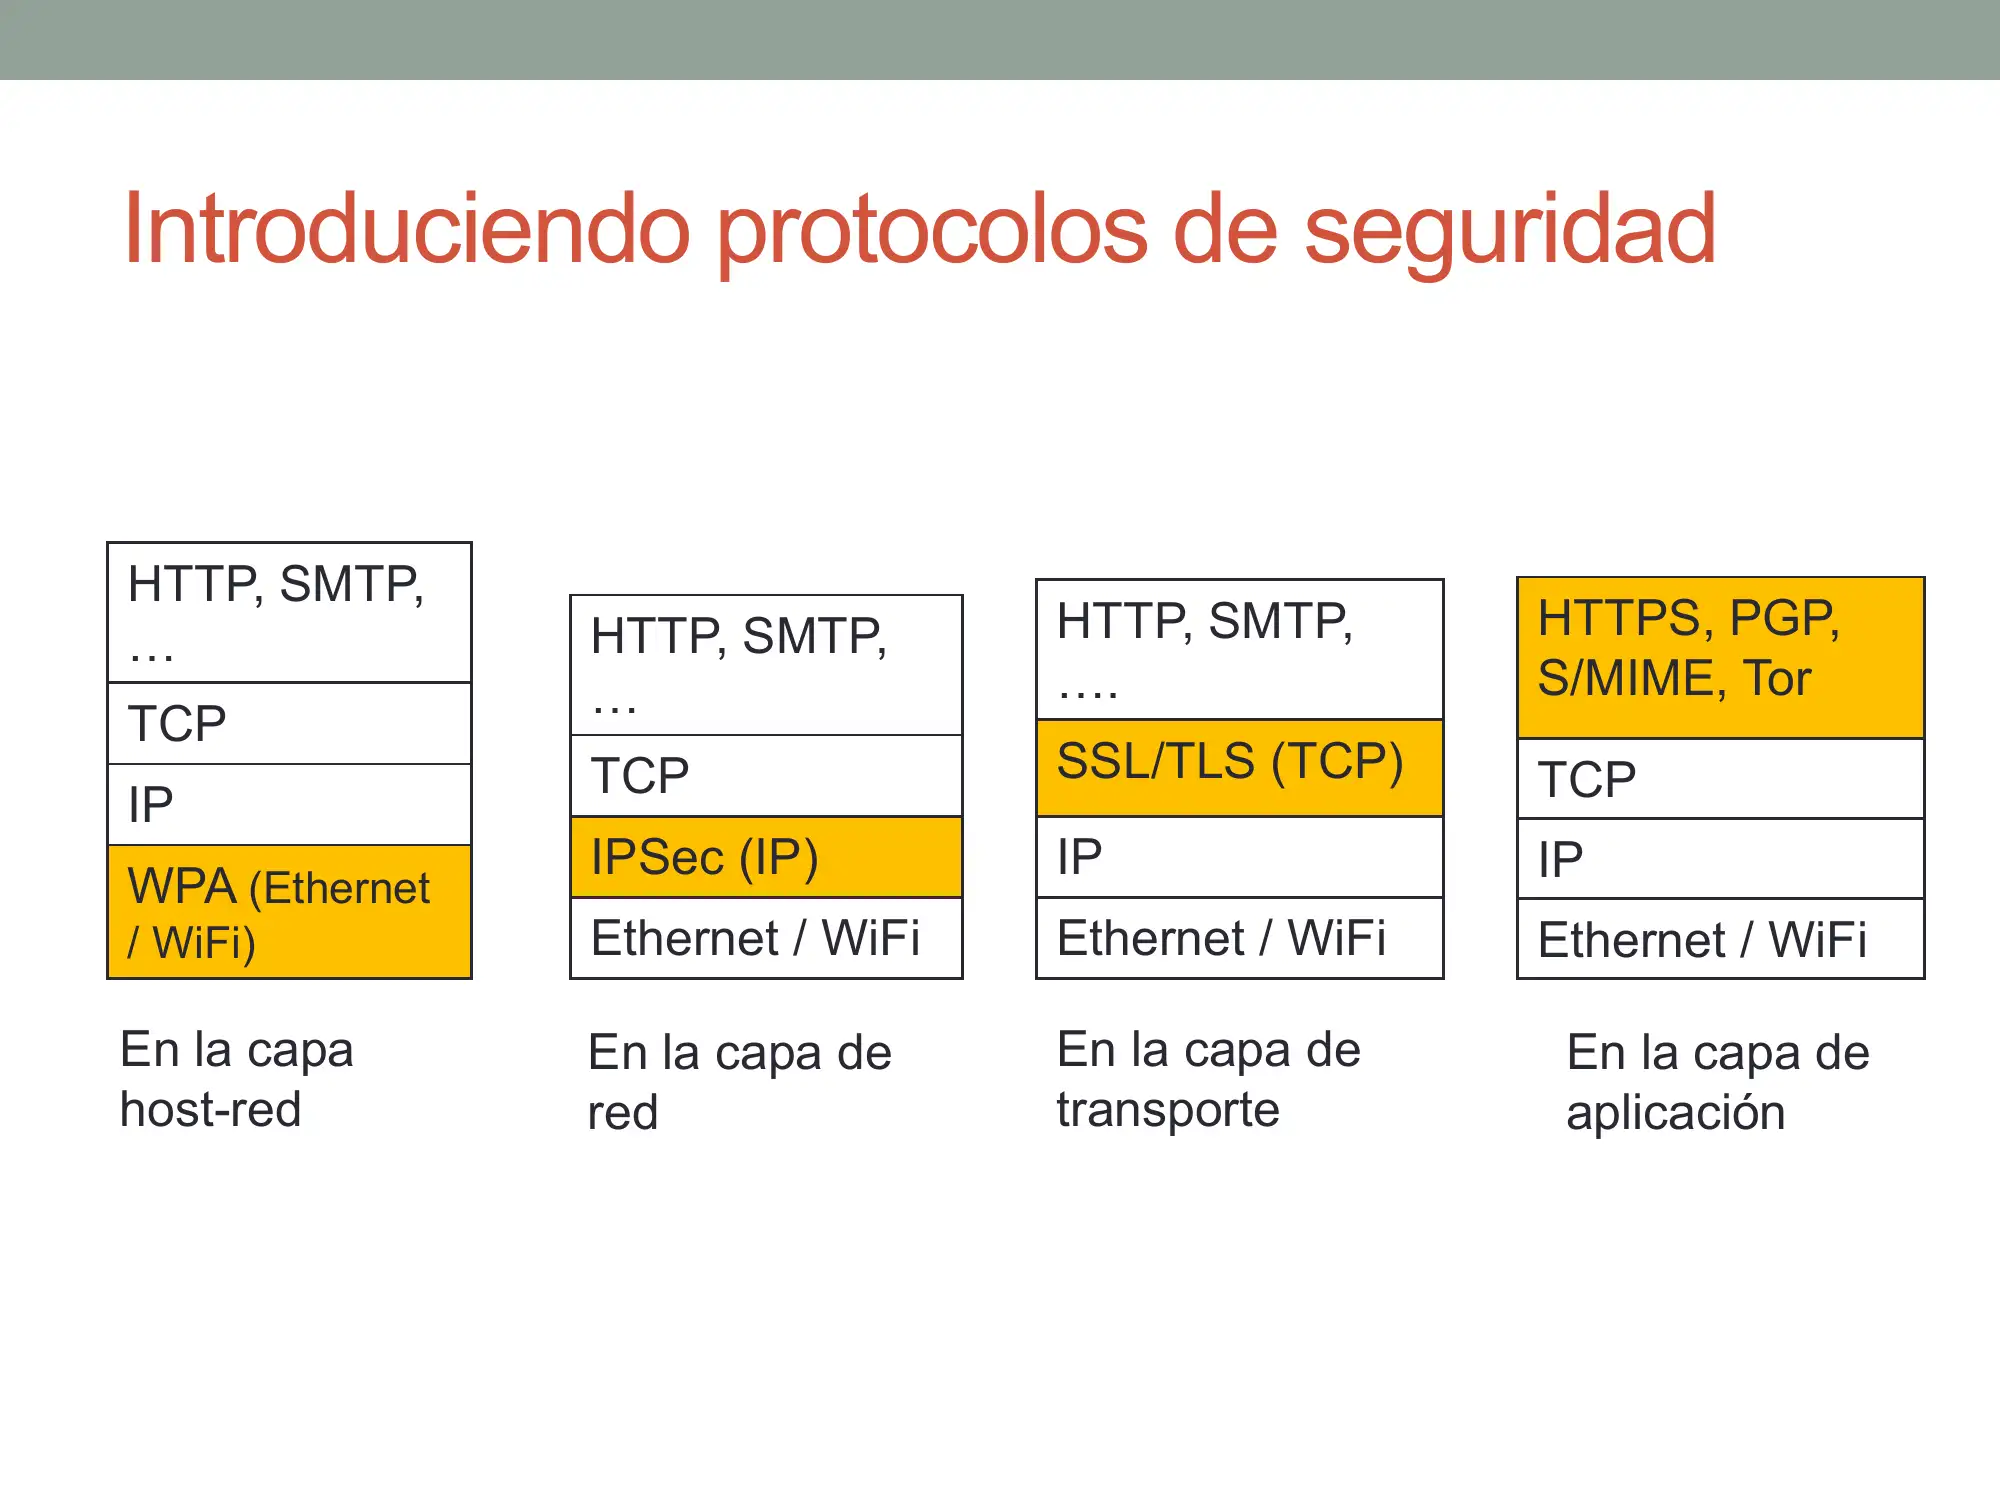 Introduciendo protocolos de seguridad
HTTP, SMTP,
…
TCP
IP
WPA (Ethernet
/ WiFi)
En la capa
host-red
HTTP, SMTP,
…
TCP
IPSec (IP)
Ethernet / WiFi
En la capa de
red
HTTP, SMTP,
….
SSL/TLS (TCP)
IP
Ethernet / WiFi
En la capa de
transporte
HTTPS, PGP,
S/MIME, Tor
TCP
IP
Ethernet / WiFi
En la capa de
aplicación